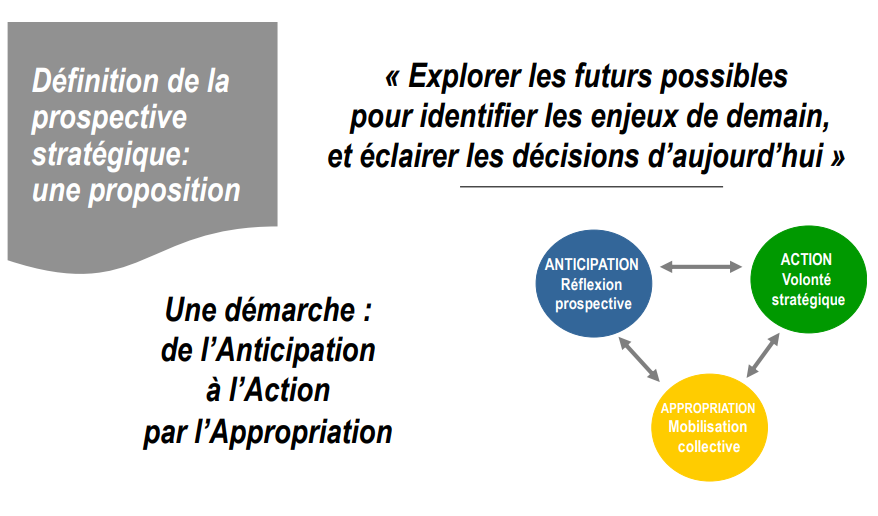 Définition de la
prospective
stratégique:
une proposition
« Explorer les futurs possibles
pour identifier les enjeux de demain,
et éclairer les décisions d’aujourd’hui »
Une démarche :
de l’Anticipation
à l’Action
par l’Appropriation
ANTICIPATION
Réflexion
prospective
ACTION
Volonté
stratégique
APPROPRIATION
Mobilisation
collective